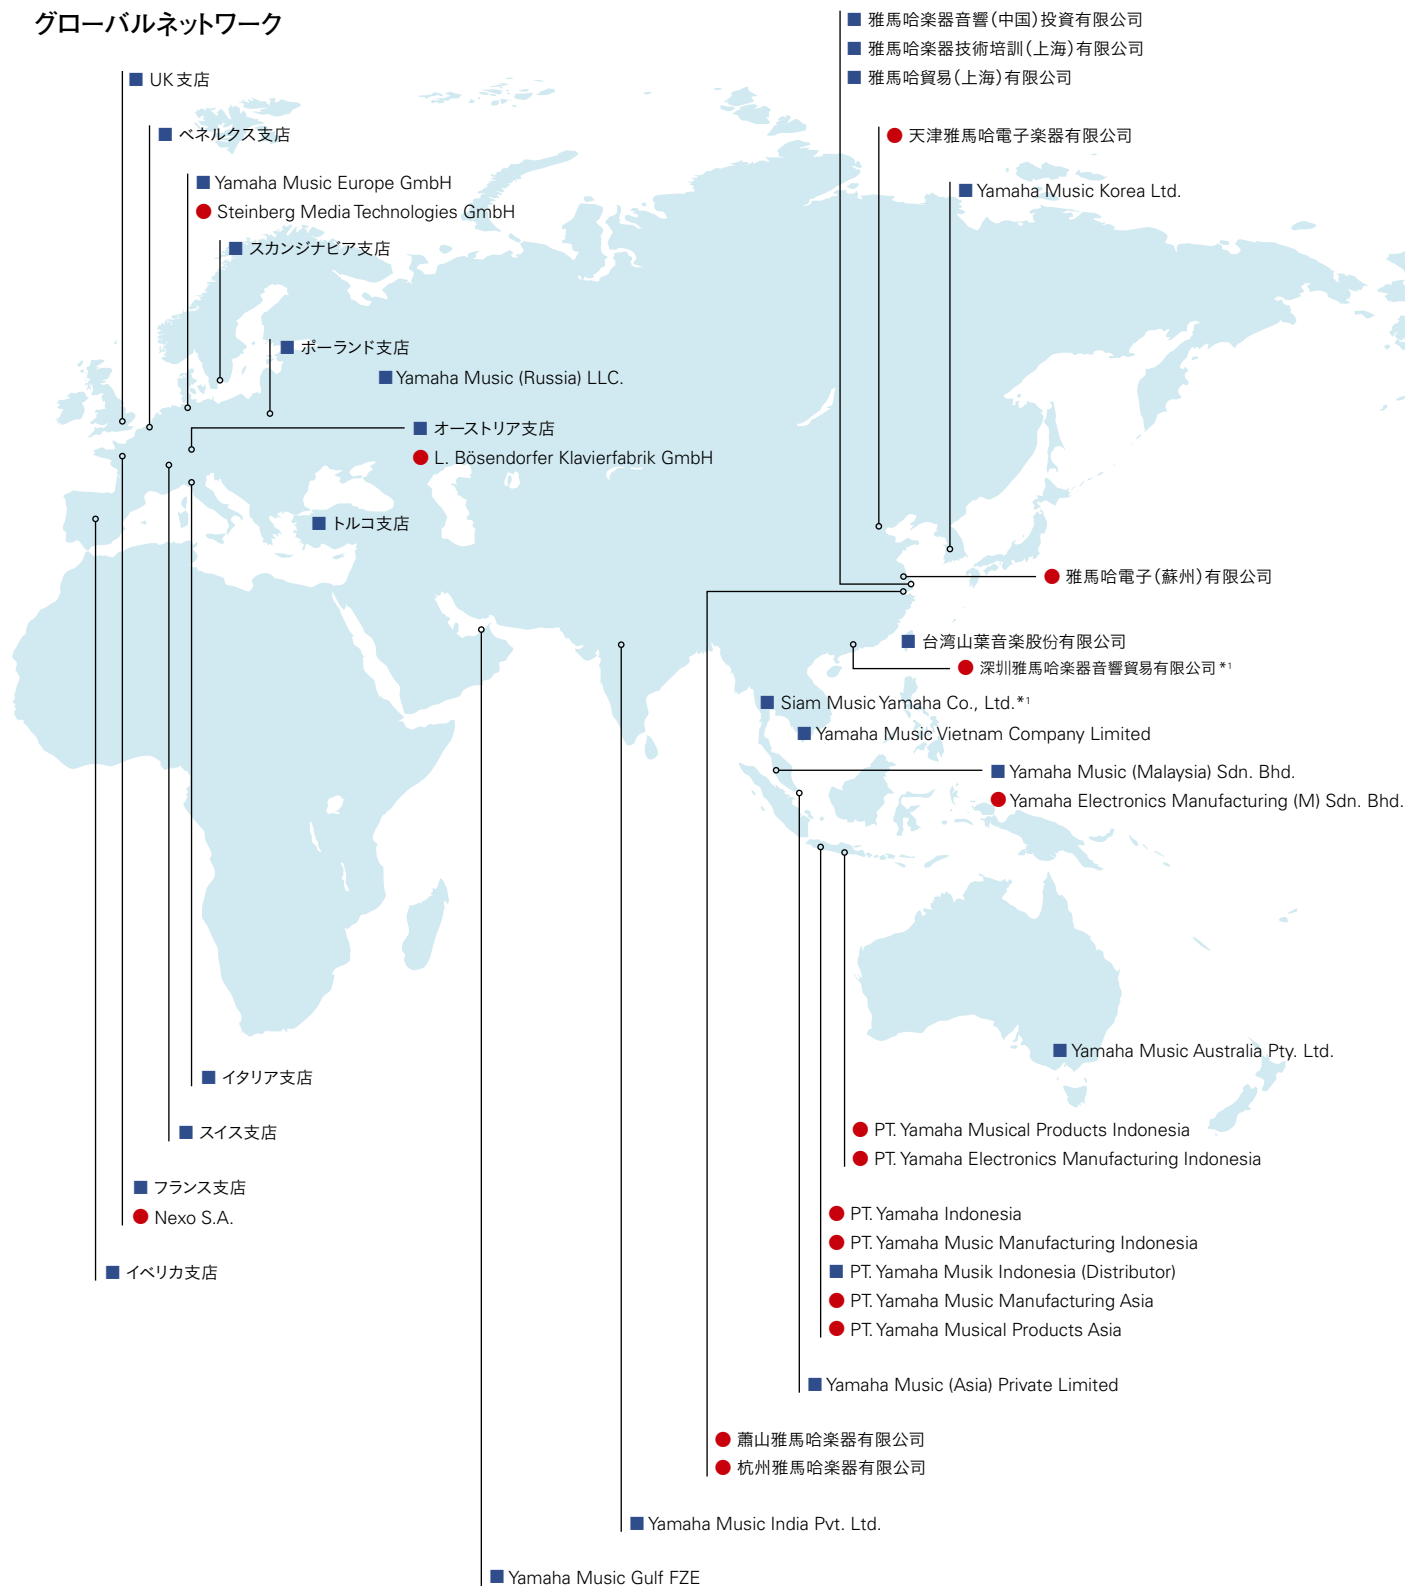 グローバルネットワーク
■ 雅馬哈楽器音響(中国)投資有限公司
■ 雅馬哈楽器技術培訓(上海)有限公司
■ 雅馬哈貿易(上海)有限公司
■ UK支店
■ ベネルクス支店
● 天津雅馬哈電子楽器有限公司
■ Yamaha Music Europe GmbH
● Steinberg Media Technologies GmbH
■ Yamaha Music Korea Ltd.
■ スカンジナビア支店
■ ポーランド支店
■ Yamaha Music (Russia) LLC.
■ オーストリア支店
● L. Bösendorfer Klavierfabrik GmbH
■ トルコ支店
● 雅馬哈電子(蘇州)有限公司
■ 台湾山葉音楽股份有限公司
● 深圳雅馬哈楽器音響貿易有限公司*1
■ Siam Music Yamaha Co., Ltd.*1
■ Yamaha Music Vietnam Company Limited
■ Yamaha Music (Malaysia) Sdn. Bhd.
● Yamaha Electronics Manufacturing (M) Sdn. Bhd.
■ Yamaha Music Australia Pty. Ltd.
■ イタリア支店
■ スイス支店
● PT. Yamaha Musical Products Indonesia
● PT. Yamaha Electronics Manufacturing Indonesia
■ フランス支店
● Nexo S.A.
● PT. Yamaha Indonesia
● PT. Yamaha Music Manufacturing Indonesia
■ PT. Yamaha Musik Indonesia (Distributor)
● PT. Yamaha Music Manufacturing Asia
● PT. Yamaha Musical Products Asia
■ イベリカ支店
■ Yamaha Music (Asia) Private Limited
● 蕭山雅馬哈楽器有限公司
● 杭州雅馬哈楽器有限公司
■ Yamaha Music India Pvt. Ltd.
■ Yamaha Music Gulf FZE